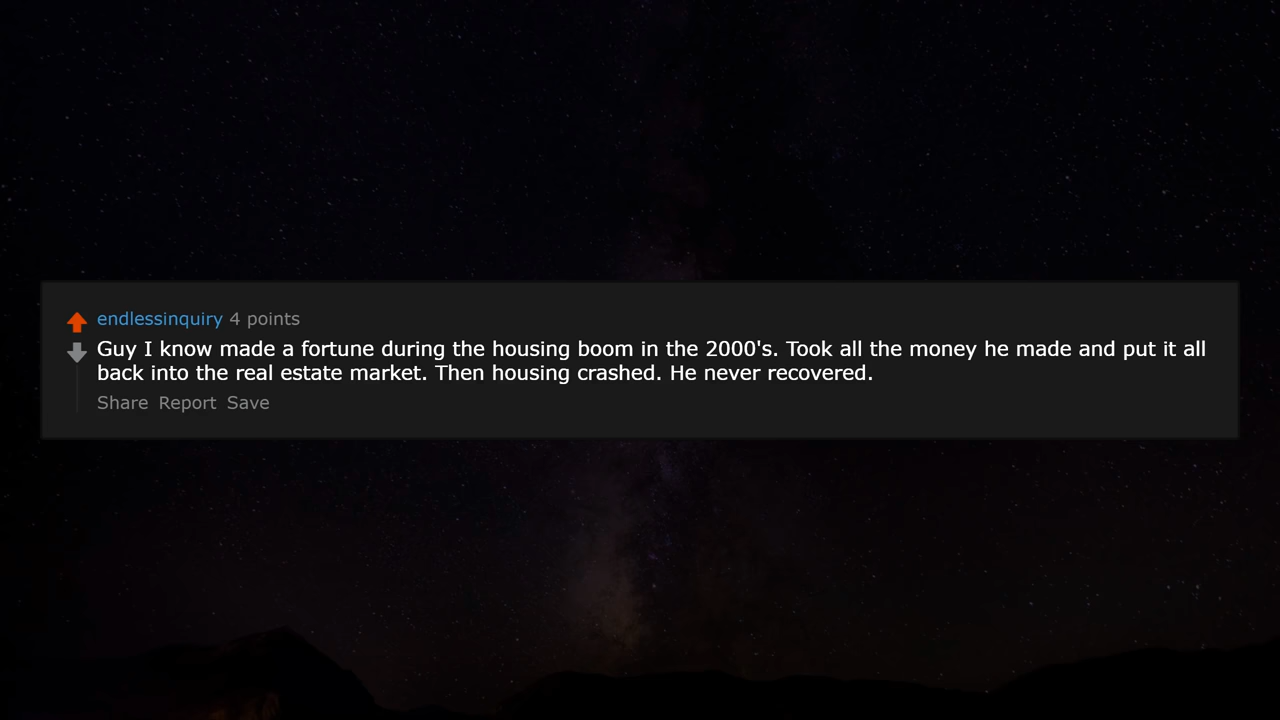 endlessinquiry 4 points
Guy I know made a fortune during the housing boom in the 2000's. Took all the money he made and put it all
back into the real estate market. Then housing crashed. He never recovered.
Share Report Save